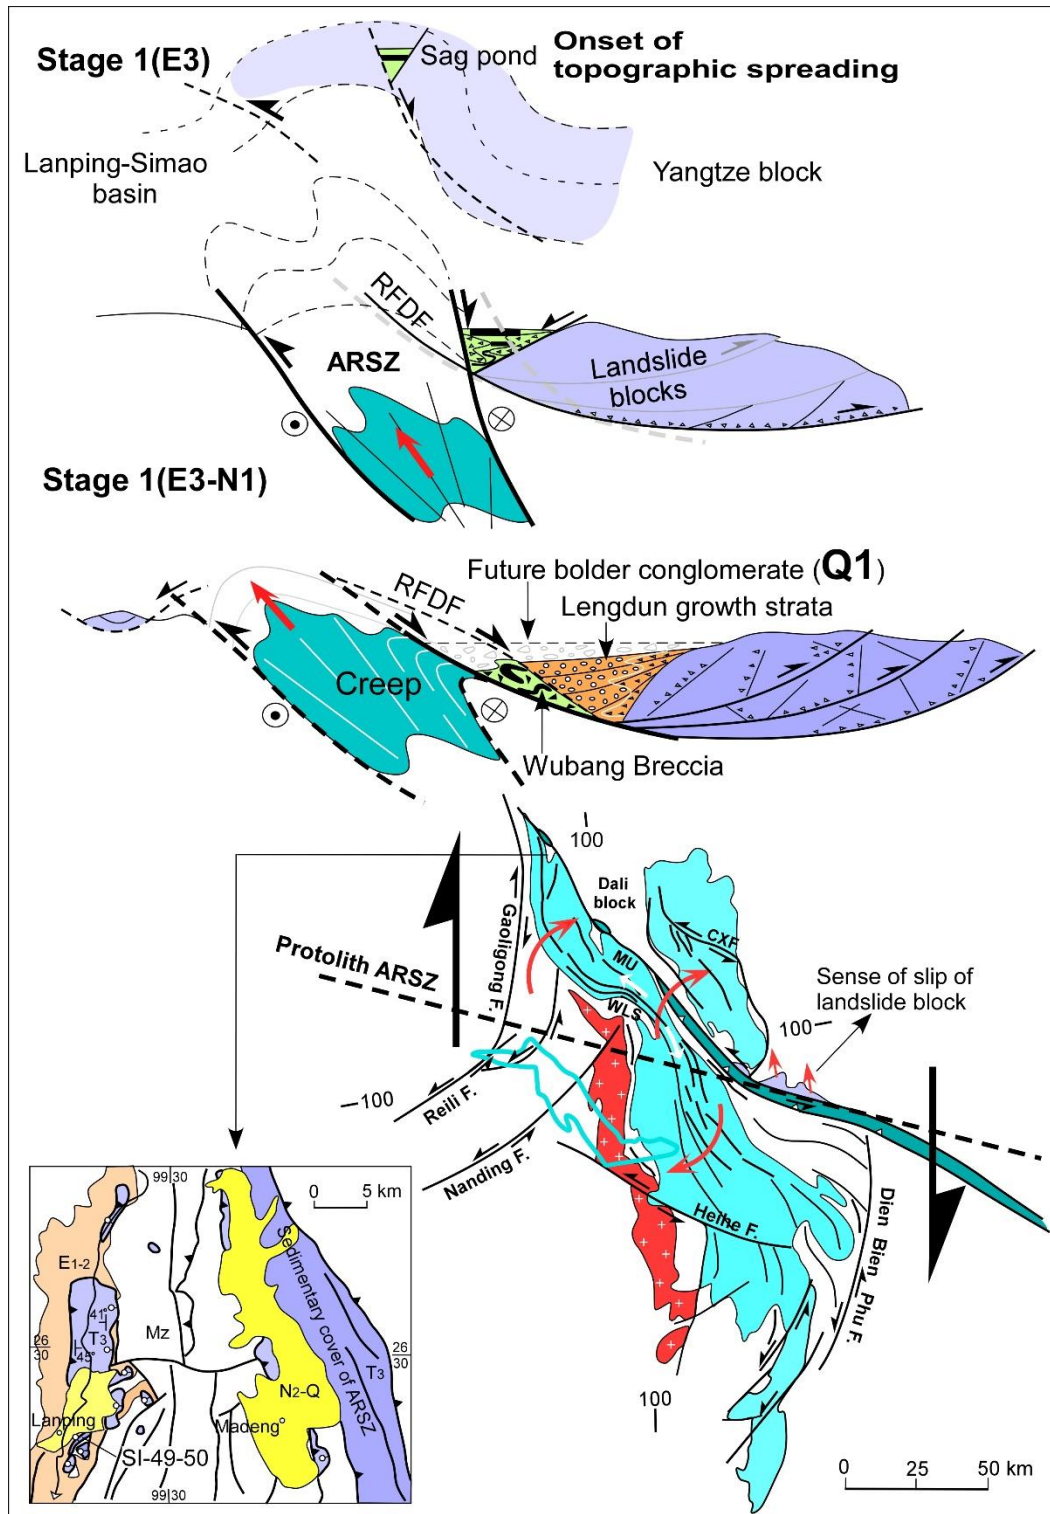 Stage 1(E3)
Sag pond
Onset of
topographic spreading
Lanping-Simao
basin
Yangtze block
RFDF
ARSZ
Landslide
blocks
Stage 1(E3-N1)
Future bolder conglomerate (Q1)
Lengdun growth strata
RFDF
Creep
Wubang Breccia
100
Dali
block
Gaoligong F.
CXF
MU
Protolith ARSZ
WLS
Sense of slip of
landslide block
100
100
Reili F.
Nanding F.
Heihe F.
Dien Bien Phu F.
100
0 25 50 km
99 30
0 5 km
E1-2
Sedimentary cover of ARSZ
41°
T3
45°
Mz
26
30
26
30
T3
N2-Q
Lanping
Madeng
SI-49-50
99 30